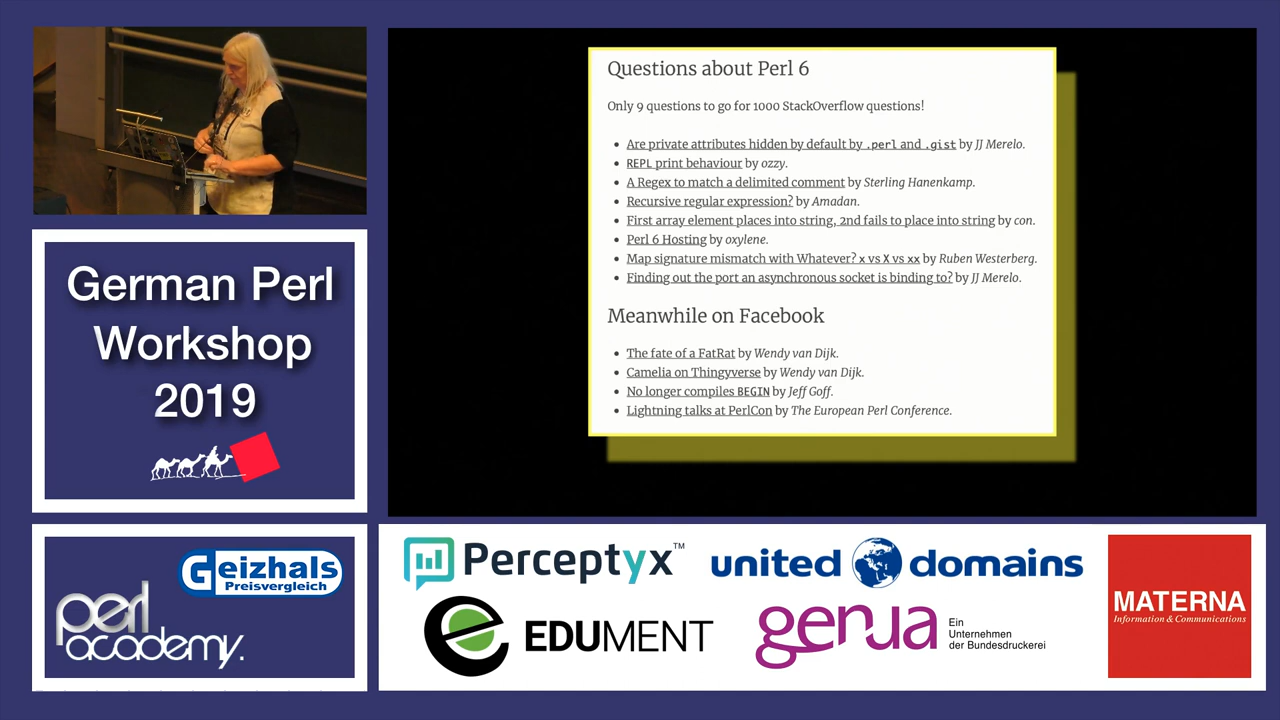 Questions about Perl 6
Only 9 questions to go for 1000 StackOverflow questions!
Are private attributes hidden by default by .perl and .gist by JJ Merelo.
REPL print behaviour by ozzy.
A Regex to match a delimited comment by Sterling Hanenkamp.
Recursive regular expression? by Amadan.
First array element places into string, 2nd fails to place into string by con.
Perl 6 Hosting by oxylene.
Map signature mismatch with Whatever? x vs X vs xx by Ruben Westerberg.
Finding out the port an asynchronous socket is binding to? by JJ Merelo.
Meanwhile on Facebook
The fate of a FatRat by Wendy van Dijk.
Camelia on Thingyverse by Wendy van Dijk.
No longer compiles BEGIN by Jeff Goff.
Lightning talks at PerlCon by The European Perl Conference.
German Perl
Workshop
2019
Geizhals
Preisvergleich
perl
academy.
Perceptyx™
united domains
EDUMENT
genua
Ein
Unternehmen
der Bundesdruckerei
MATERNA
Information & Communications